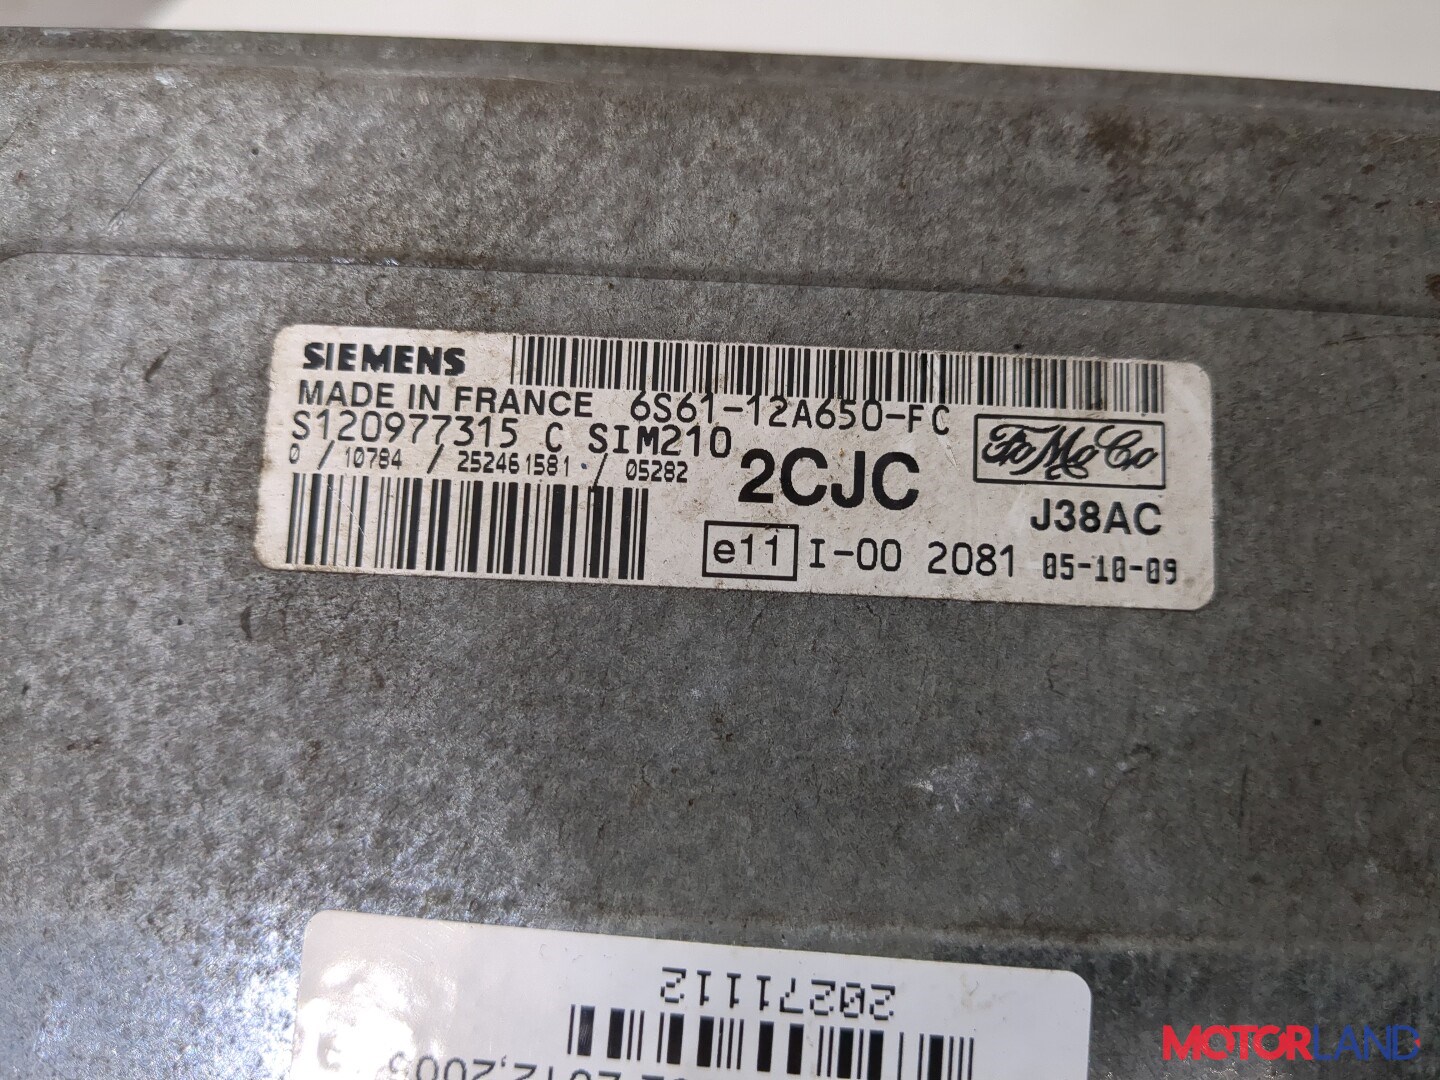 SIEMENS
MADE IN FRANCE 6S61-12A650-FC
S120977315 C SIM210
0 / 10784 / 252461581 / 05282
2CJC
FoMoCo
J38AC
e11 I-00 2081 05-10-09
20271112
MOTORLAND